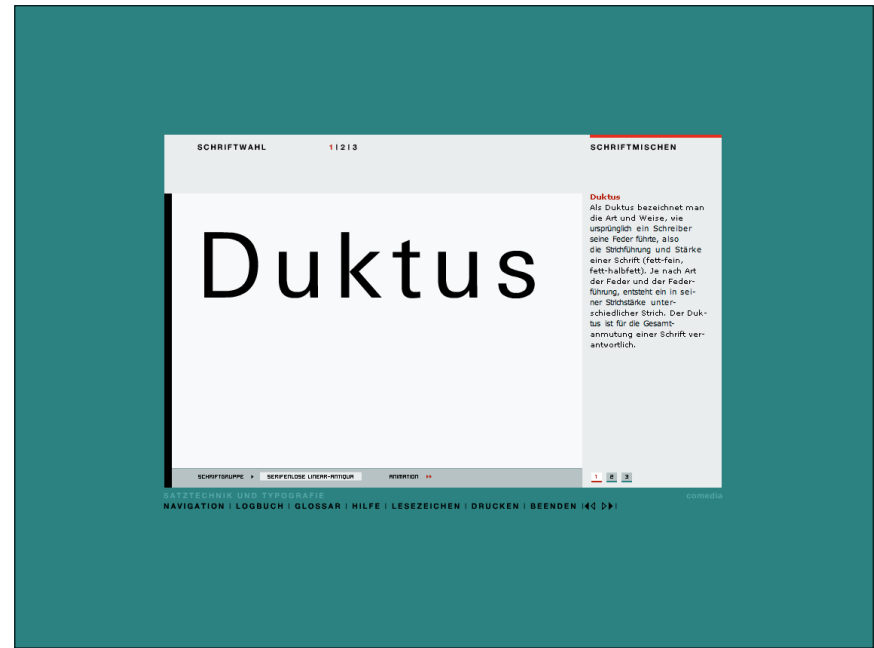 SCHRIFTWAHL 1 | 2 | 3 SCHRIFTMISCHEN
Duktus
Duktus
Als Duktus bezeichnet man
die Art und Weise, wie
ursprünglich ein Schreiber
seine Feder führte, also
die Strichführung und Stärke
einer Schrift (fett-fein,
fett-halbfett). Je nach Art
der Feder und der Feder-
führung, entsteht ein in sei-
ner Strichstärke unter-
schiedlicher Strich. Der Duk-
tus ist für die Gesamt-
anmutung einer Schrift ver-
antwortlich.
SCHRIFTGRUPPE SERIFENLOSE LINEAR-ANTIQUA ANIMATION 1 2 3
SATZTECHNIK UND TYPOGRAFIE comedia
NAVIGATION | LOGBUCH | GLOSSAR | HILFE | LESEZEICHEN | DRUCKEN | BEENDEN